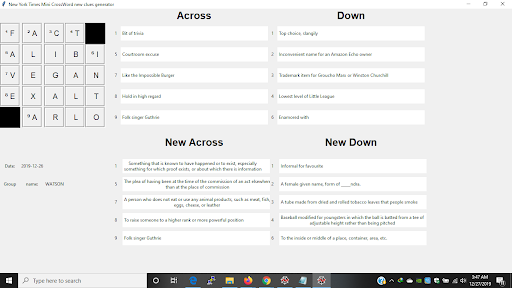 New York Times Mini CrossWord new clues generator
Across
Down
1 F 2 A 3 C 4 T
5 A L I B 6 I
7 V E G A N
8 E X A L T
9 A R L O
1 Bit of trivia
5 Courtroom excuse
7 Like the Impossible Burger
8 Hold in high regard
9 Folk singer Guthrie
1 Top choice, slangily
2 Inconvenient name for an Amazon Echo owner
3 Trademark item for Groucho Marx or Winston Churchill
4 Lowest level of Little League
6 Enamored with
New Across
New Down
Date: 2019-12-26
Group name: WATSON
1 Something that is known to have happened or to exist, especially
something for which proof exists, or about which there is information
5 The plea of having been at the time of the commission of an act elsewhere
than at the place of commission
7 A person who does not eat or use any animal products, such as meat, fish,
eggs, cheese, or leather
8 To raise someone to a higher rank or more powerful position
9 Folk singer Guthrie
1 Informal for favourite
2 A female given name, form of ____ndra.
3 A tube made from dried and rolled tobacco leaves that people smoke
4 Baseball modified for youngsters in which the ball is batted from a tee of
adjustable height rather than being pitched
6 To the inside or middle of a place, container, area, etc.
Type here to search
9:47 AM
12/27/2019